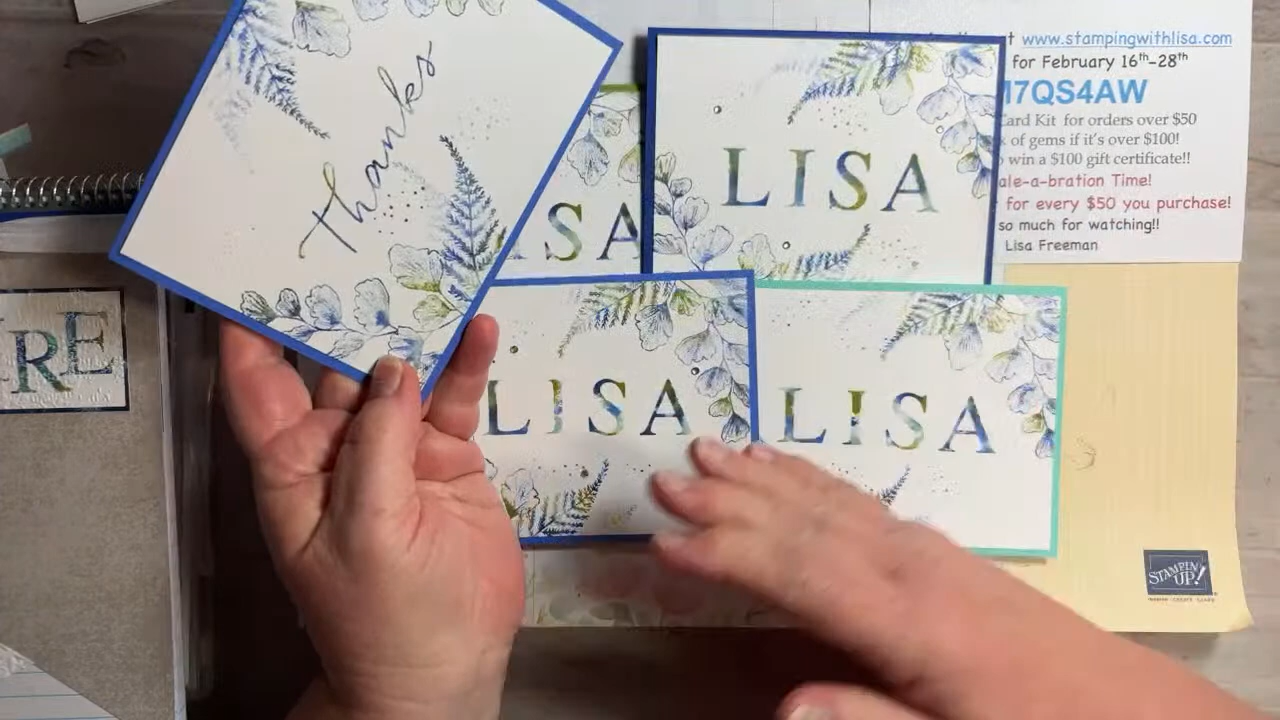 thanks
LISA
SA
LISA
LISA
RE
www.stampingwithlisa.com
for February 16th-28th
7QS4AW
Card Kit for orders over $50
of gems if it's over $100!
win a $100 gift certificate!!
ale-a-bration Time!
for every $50 you purchase!
so much for watching!!
Lisa Freeman
STAMPIN' UP!